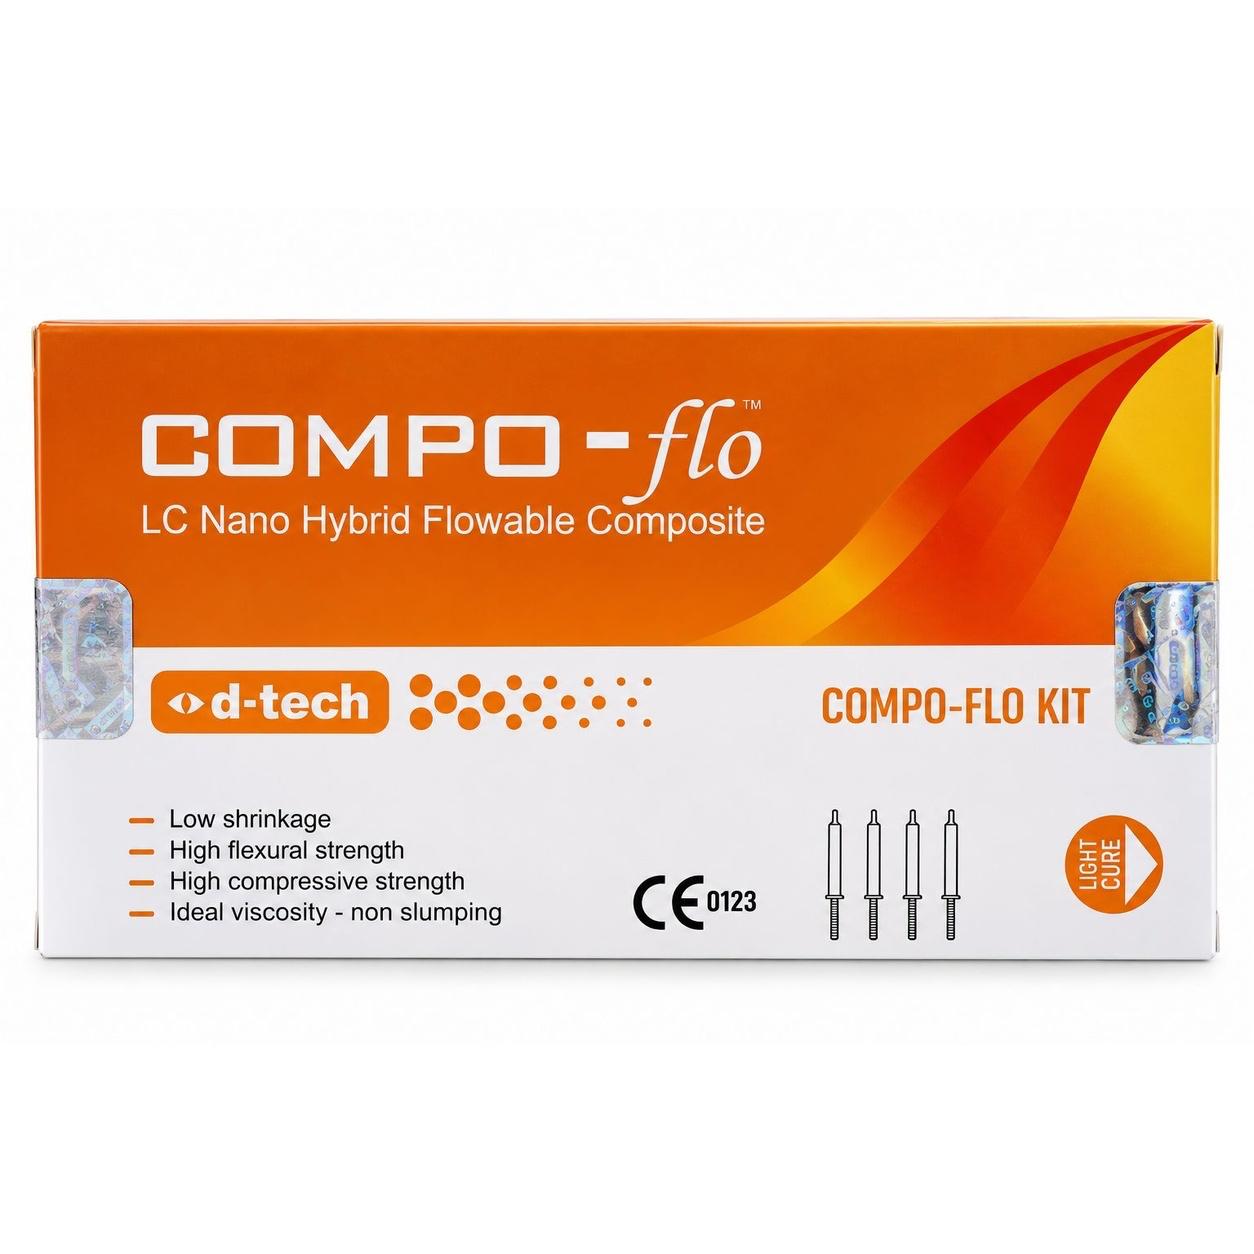 COMPO-flo™
LC Nano Hybrid Flowable Composite
d-tech
COMPO-FLO KIT
Low shrinkage
High flexural strength
High compressive strength
Ideal viscosity - non slumping
CE 0123
LIGHT
CURE